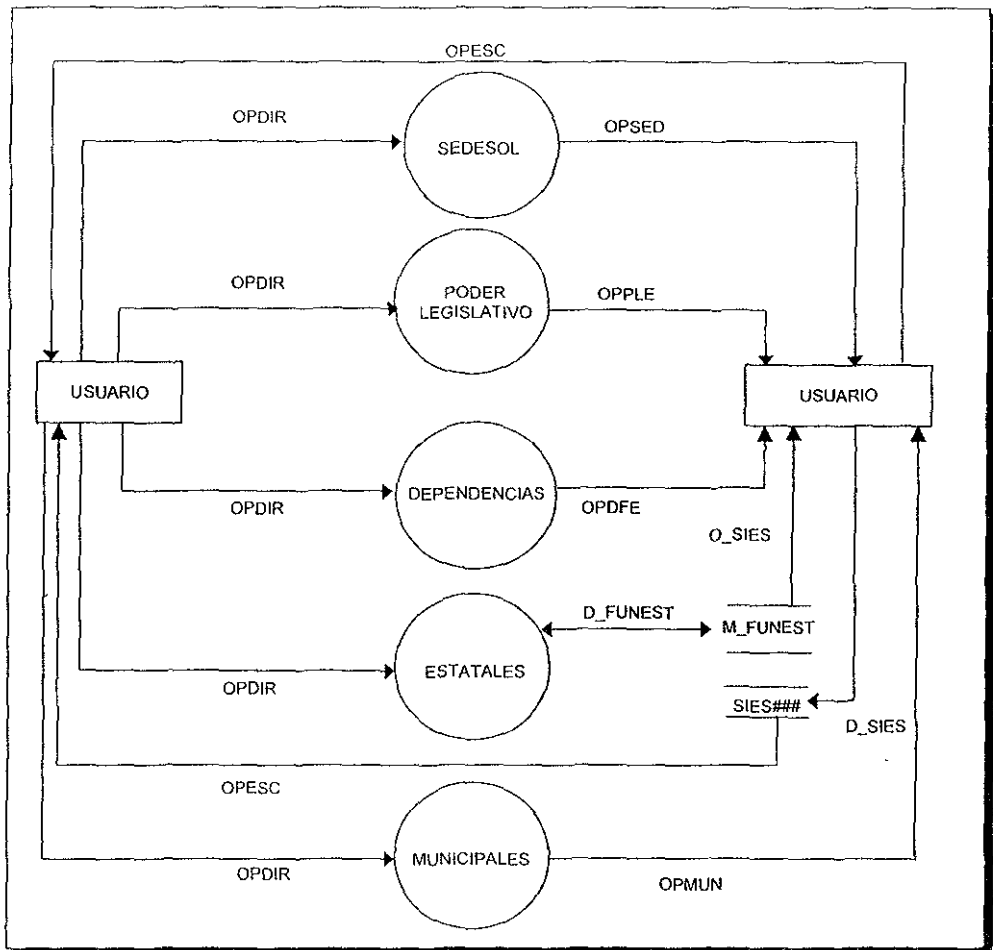 OPESC
OPDIR
SEDESOL
OPSED
OPDIR
PODER
LEGISLATIVO
OPPLE
USUARIO
USUARIO
DEPENDENCIAS
OPDIR
OPDFE
O_SIES
D_FUNEST
M_FUNEST
ESTATALES
OPDIR
SIES###
D_SIES
OPESC
MUNICIPALES
OPDIR
OPMUN